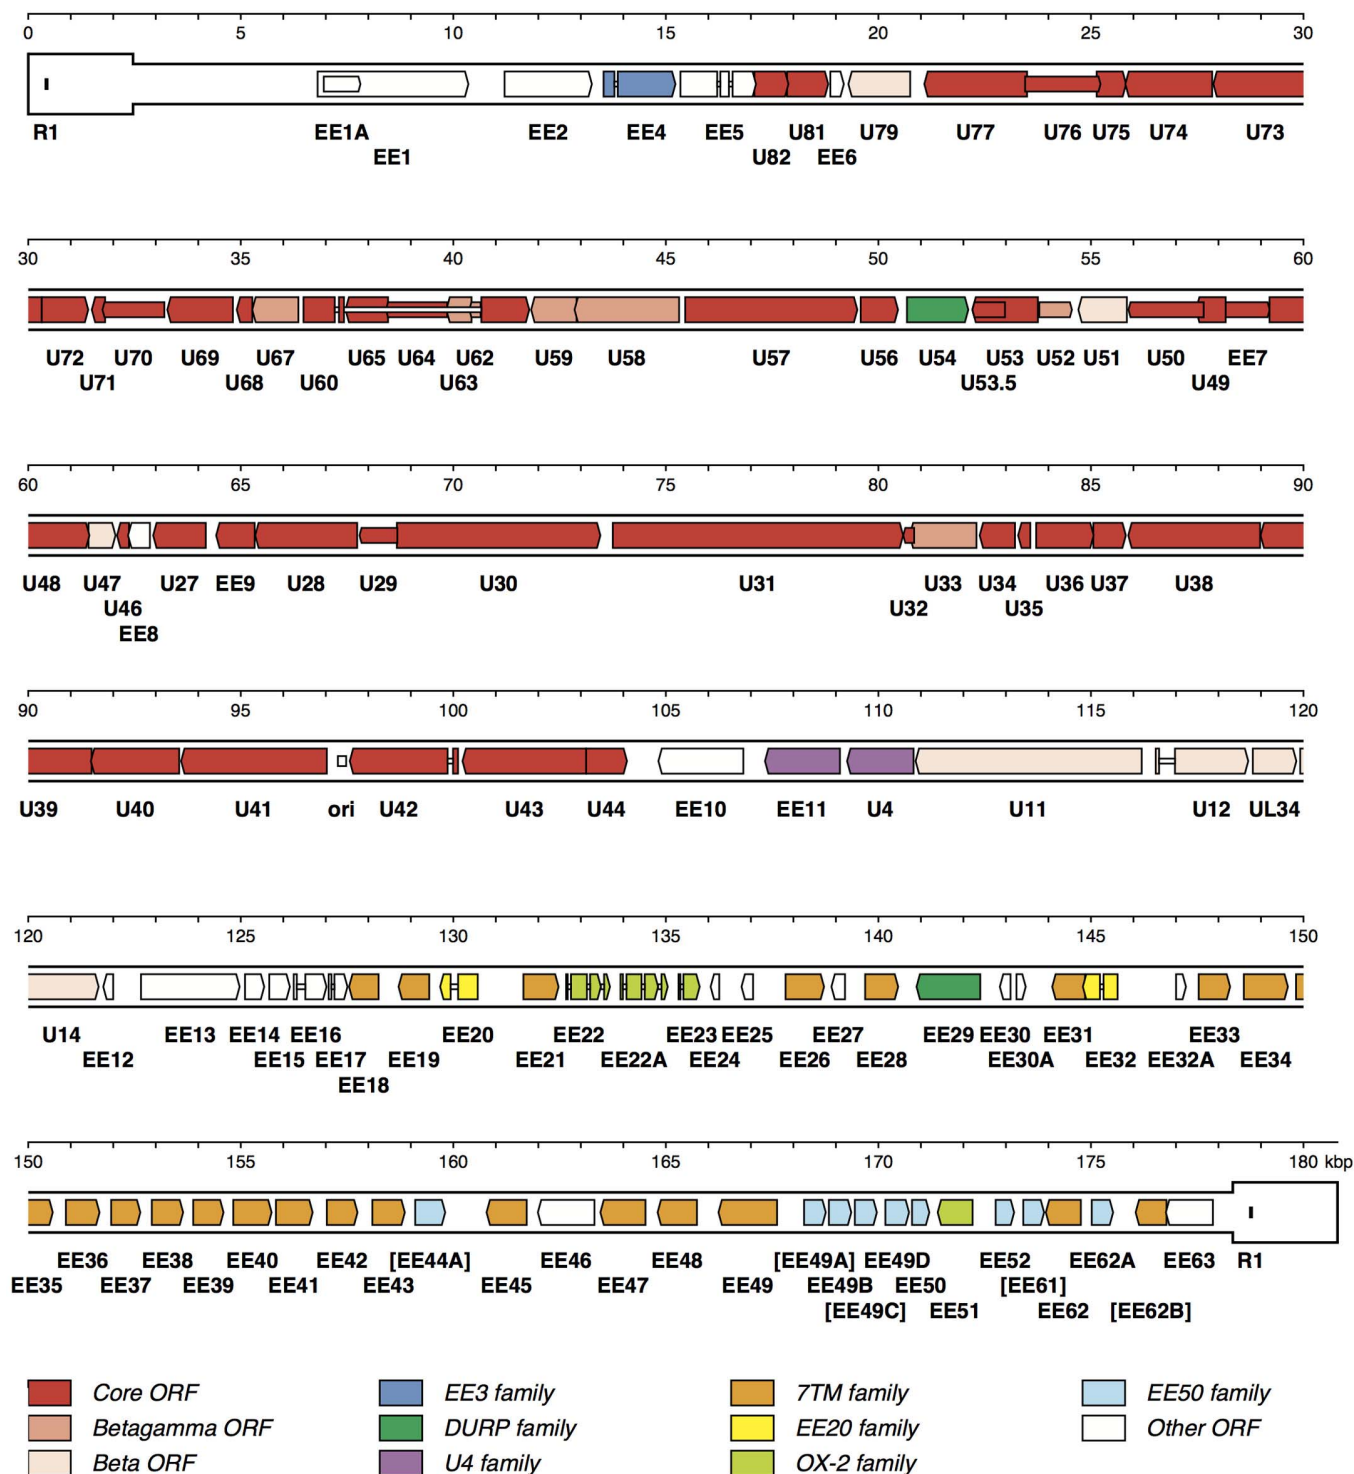 0 5 10 15 20 25 30
R1 EE1A EE2 EE4 EE5 U81 U79 U77 U76 U75 U74 U73
EE1 U82 EE6
30 35 40 45 50 55 60
U72 U70 U69 U67 U65 U64 U62 U59 U58 U57 U56 U54 U53 U52 U51 U50 EE7
U71 U68 U60 U63 U53.5 U49
60 65 70 75 80 85 90
U48 U47 U27 EE9 U28 U29 U30 U31 U33 U34 U36 U37 U38
U46 U32 U35
EE8
90 95 100 105 110 115 120
U39 U40 U41 ori U42 U43 U44 EE10 EE11 U4 U11 U12 UL34
120 125 130 135 140 145 150
U14 EE13 EE14 EE16 EE20 EE22 EE23 EE25 EE27 EE29 EE30 EE31 EE33
EE12 EE15 EE17 EE19 EE21 EE22A EE24 EE26 EE28 EE30A EE32 EE32A EE34
EE18
150 155 160 165 170 175 180 kbp
EE36 EE38 EE40 EE42 [EE44A] EE46 EE48 [EE49A] EE49D EE52 EE62A EE63 R1
EE35 EE37 EE39 EE41 EE43 EE45 EE47 EE49 EE49B EE50 [EE61]
[EE49C] EE51 EE62 [EE62B]
Core ORF EE3 family 7TM family EE50 family
Betagamma ORF DURP family EE20 family Other ORF
Beta ORF U4 family OX-2 family